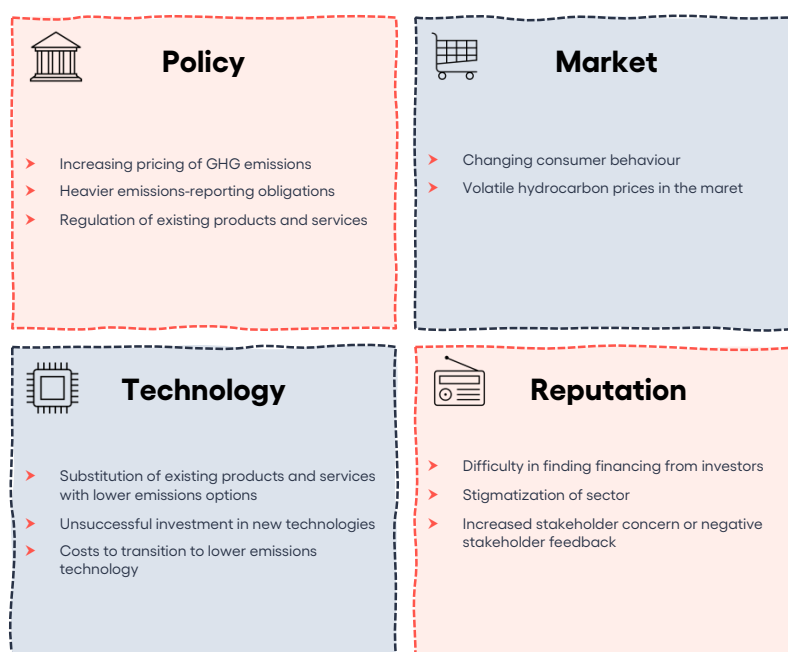 Policy
Increasing pricing of GHG emissions
Heavier emissions-reporting obligations
Regulation of existing products and services
Market
Changing consumer behaviour
Volatile hydrocarbon prices in the maret
Technology
Substitution of existing products and services
with lower emissions options
Unsuccessful investment in new technologies
Costs to transition to lower emissions
technology
Reputation
Difficulty in finding financing from investors
Stigmatization of sector
Increased stakeholder concern or negative
stakeholder feedback